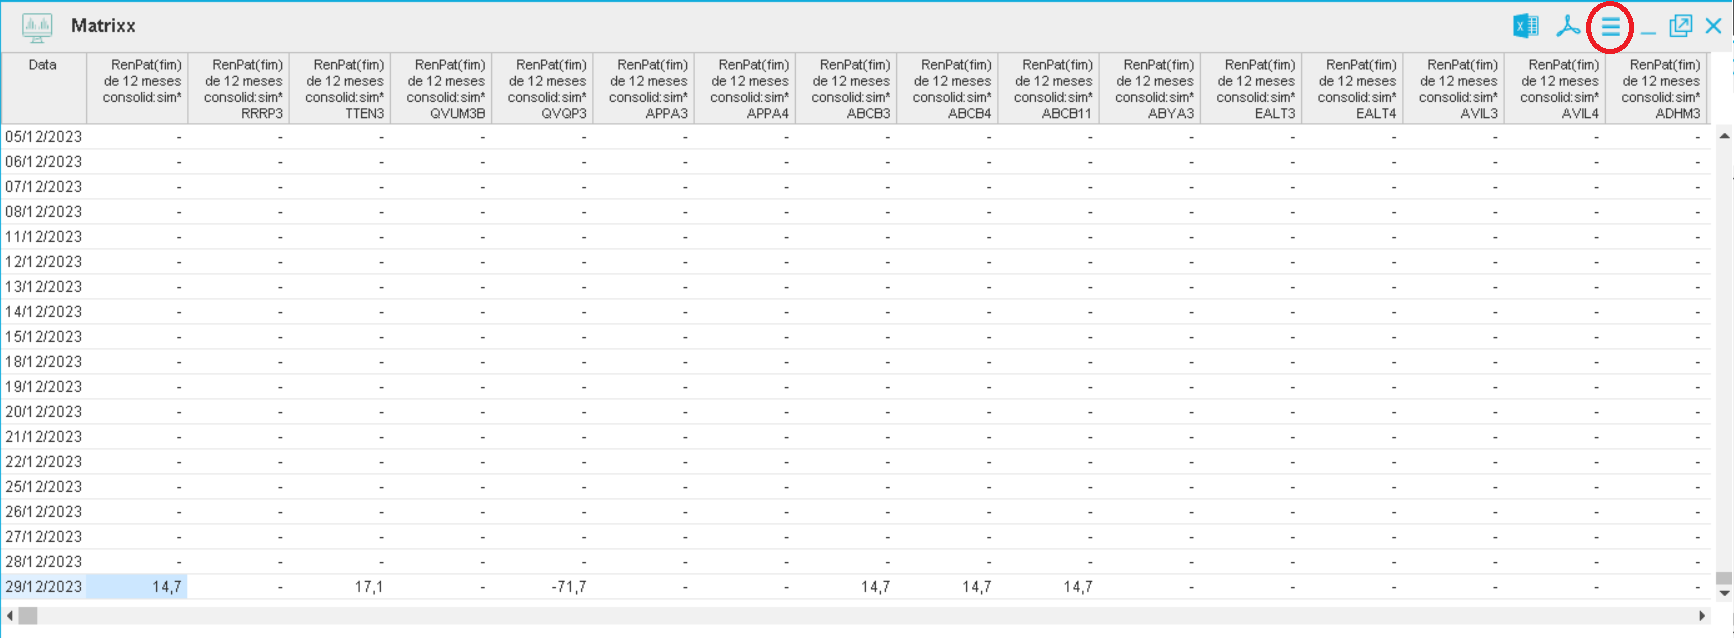 Matrixx
Data RenPat(fim) de 12 meses consolid:sim* RenPat(fim) de 12 meses consolid:sim* RRRP3 RenPat(fim) de 12 meses consolid:sim* TTEN3 RenPat(fim) de 12 meses consolid:sim* QVUM3B RenPat(fim) de 12 meses consolid:sim* QVQP3 RenPat(fim) de 12 meses consolid:sim* APPA3 RenPat(fim) de 12 meses consolid:sim* APPA4 RenPat(fim) de 12 meses consolid:sim* ABCB3 RenPat(fim) de 12 meses consolid:sim* ABCB4 RenPat(fim) de 12 meses consolid:sim* ABCB11 RenPat(fim) de 12 meses consolid:sim* ABYA3 RenPat(fim) de 12 meses consolid:sim* EALT3 RenPat(fim) de 12 meses consolid:sim* EALT4 RenPat(fim) de 12 meses consolid:sim* AVIL3 RenPat(fim) de 12 meses consolid:sim* AVIL4 RenPat(fim) de 12 meses consolid:sim* ADHM3
05/12/2023 - - - - - - - - - - - - - - - -
06/12/2023 - - - - - - - - - - - - - - - -
07/12/2023 - - - - - - - - - - - - - - - -
08/12/2023 - - - - - - - - - - - - - - - -
11/12/2023 - - - - - - - - - - - - - - - -
12/12/2023 - - - - - - - - - - - - - - - -
13/12/2023 - - - - - - - - - - - - - - - -
14/12/2023 - - - - - - - - - - - - - - - -
15/12/2023 - - - - - - - - - - - - - - - -
18/12/2023 - - - - - - - - - - - - - - - -
19/12/2023 - - - - - - - - - - - - - - - -
20/12/2023 - - - - - - - - - - - - - - - -
21/12/2023 - - - - - - - - - - - - - - - -
22/12/2023 - - - - - - - - - - - - - - - -
25/12/2023 - - - - - - - - - - - - - - - -
26/12/2023 - - - - - - - - - - - - - - - -
27/12/2023 - - - - - - - - - - - - - - - -
28/12/2023 - - - - - - - - - - - - - - - -
29/12/2023 14,7 - 17,1 - -71,7 - - 14,7 14,7 14,7 - - - - - -